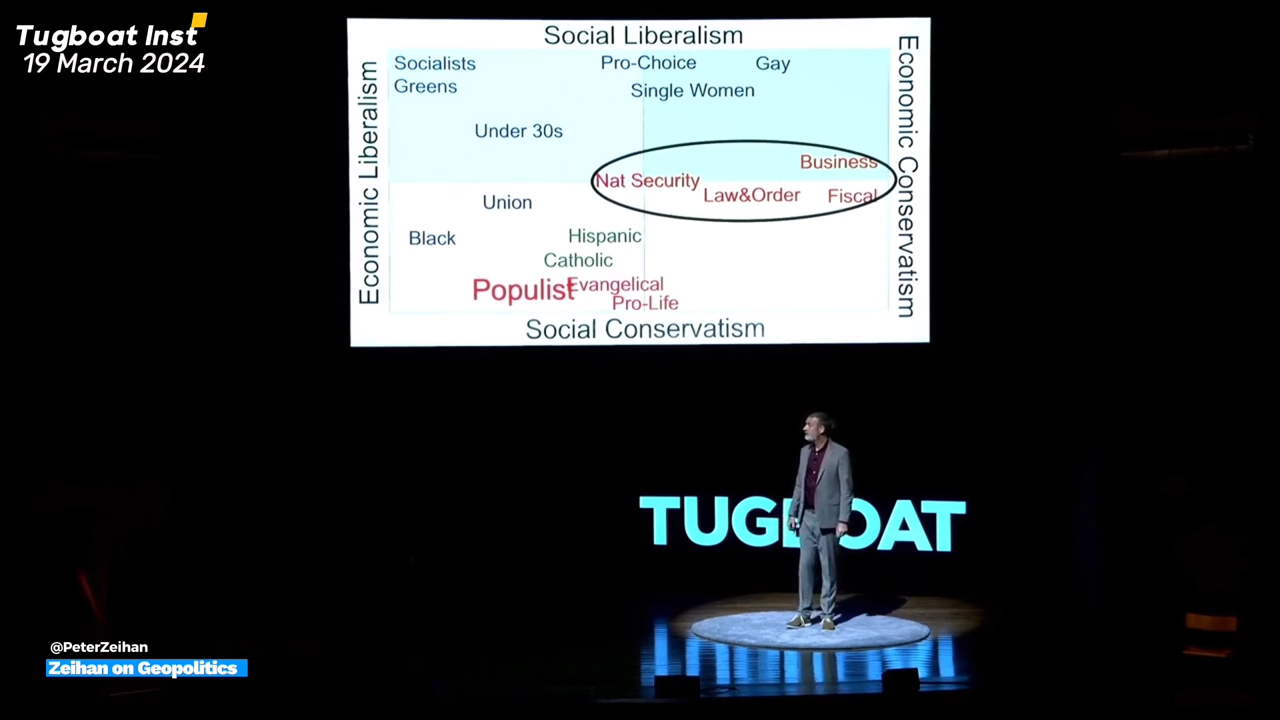 Tugboat Inst
19 March 2024
Social Liberalism
Economic Liberalism
Economic Conservatism
Socialists
Greens
Pro-Choice
Gay
Single Women
Under 30s
Business
Nat Security
Law&Order
Fiscal
Union
Black
Hispanic
Catholic
Populist
Evangelical
Pro-Life
Social Conservatism
TUGBOAT
@PeterZeihan
Zeihan on Geopolitics